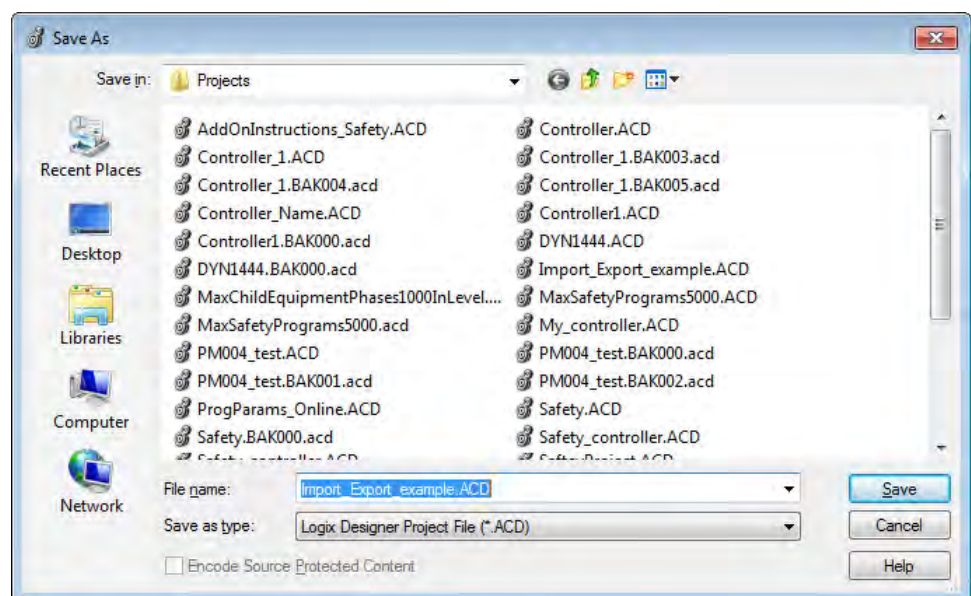 Save As
Save in:
Projects
Recent Places
Desktop
Libraries
Computer
Network
AddOnInstructions_Safety.ACD
Controller_1.ACD
Controller_1.BAK004.acd
Controller_Name.ACD
Controller1.BAK000.acd
DYN1444.BAK000.acd
MaxChildEquipmentPhases1000InLevel....
MaxSafetyPrograms5000.acd
PM004_test.ACD
PM004_test.BAK001.acd
ProgParams_Online.ACD
Safety.BAK000.acd
Safety_controller.ACD
Controller.ACD
Controller_1.BAK003.acd
Controller_1.BAK005.acd
Controller1.ACD
DYN1444.ACD
Import_Export_example.ACD
MaxSafetyPrograms5000.ACD
My_controller.ACD
PM004_test.BAK000.acd
PM004_test.BAK002.acd
Safety.ACD
Safety_controller.ACD
File name:
Import_Export_example.ACD
Save
Save as type:
Logix Designer Project File (*.ACD)
Cancel
Encode Source Protected Content
Help